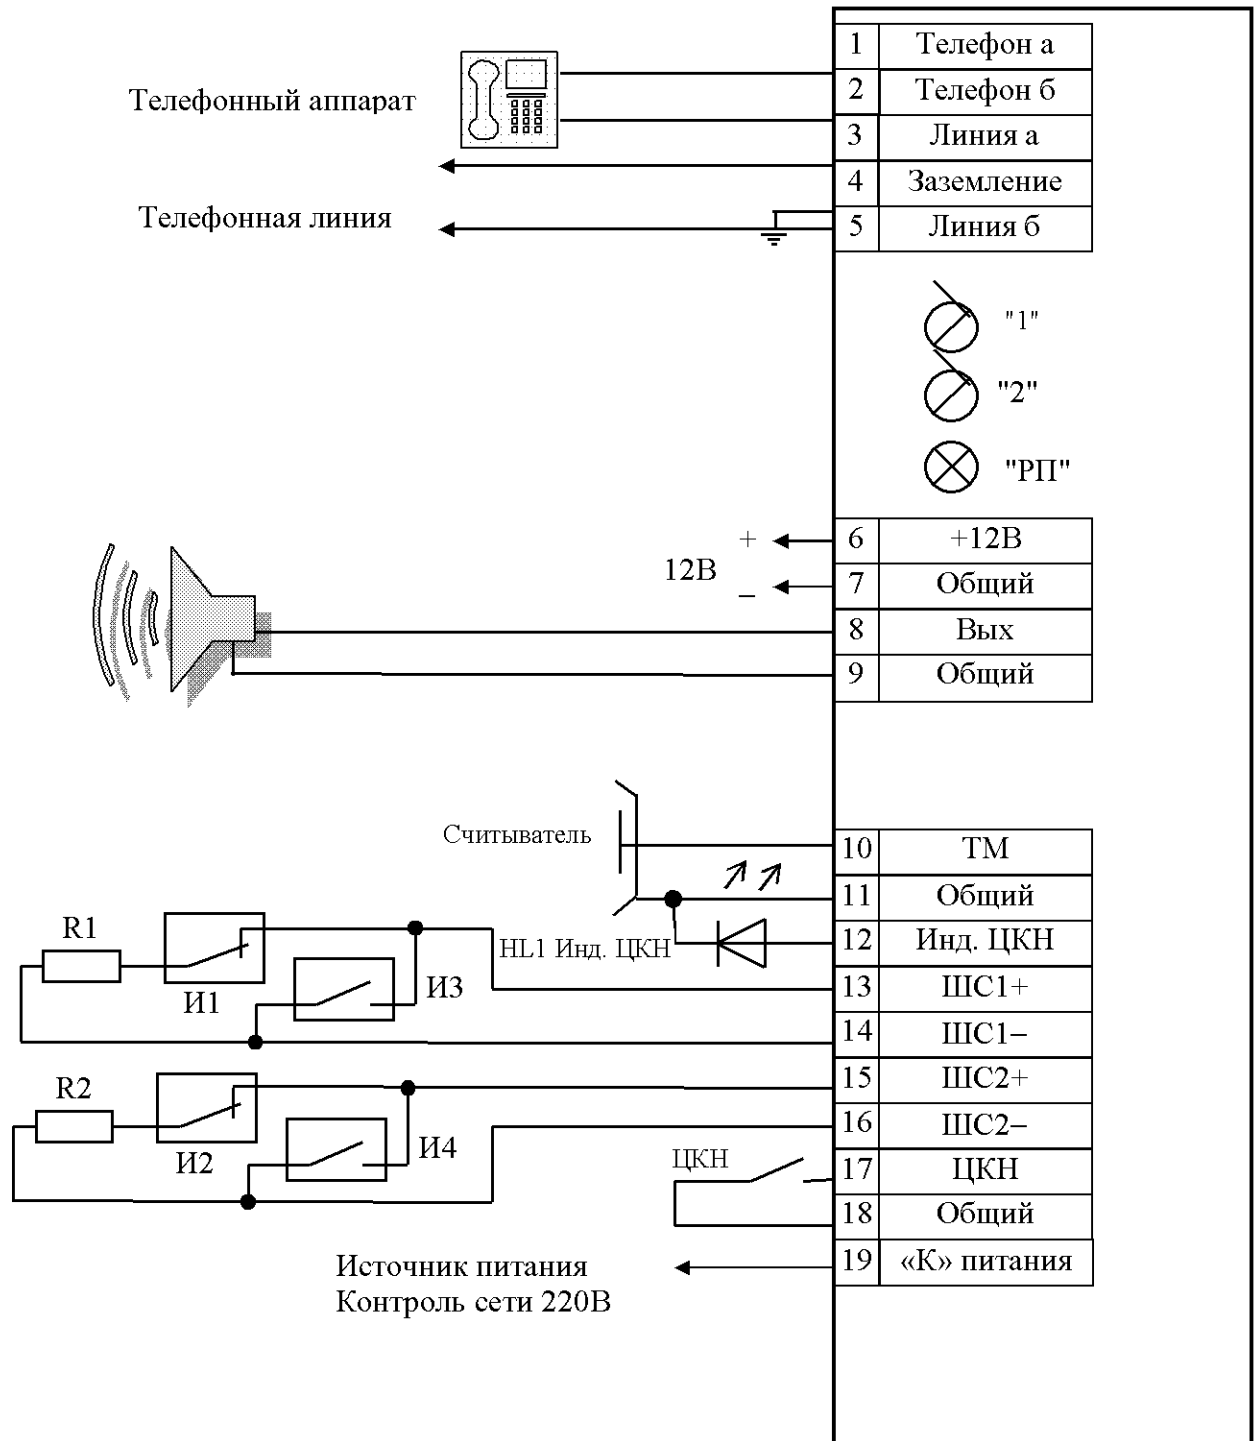 1 Телефон а
2 Телефон б
Телефонный аппарат
3 Линия а
4 Заземление
Телефонная линия
5 Линия б
"1"
"2"
"РП"
+ 6 +12В
12В
– 7 Общий
8 Вых
9 Общий
Считыватель
10 ТМ
11 Общий
R1
HL1 Инд. ЦКН
12 Инд. ЦКН
И1
И3
13 ШС1+
14 ШС1–
R2
15 ШС2+
16 ШС2–
И2
И4
ЦКН
17 ЦКН
18 Общий
Источник питания
19 «К» питания
Контроль сети 220В